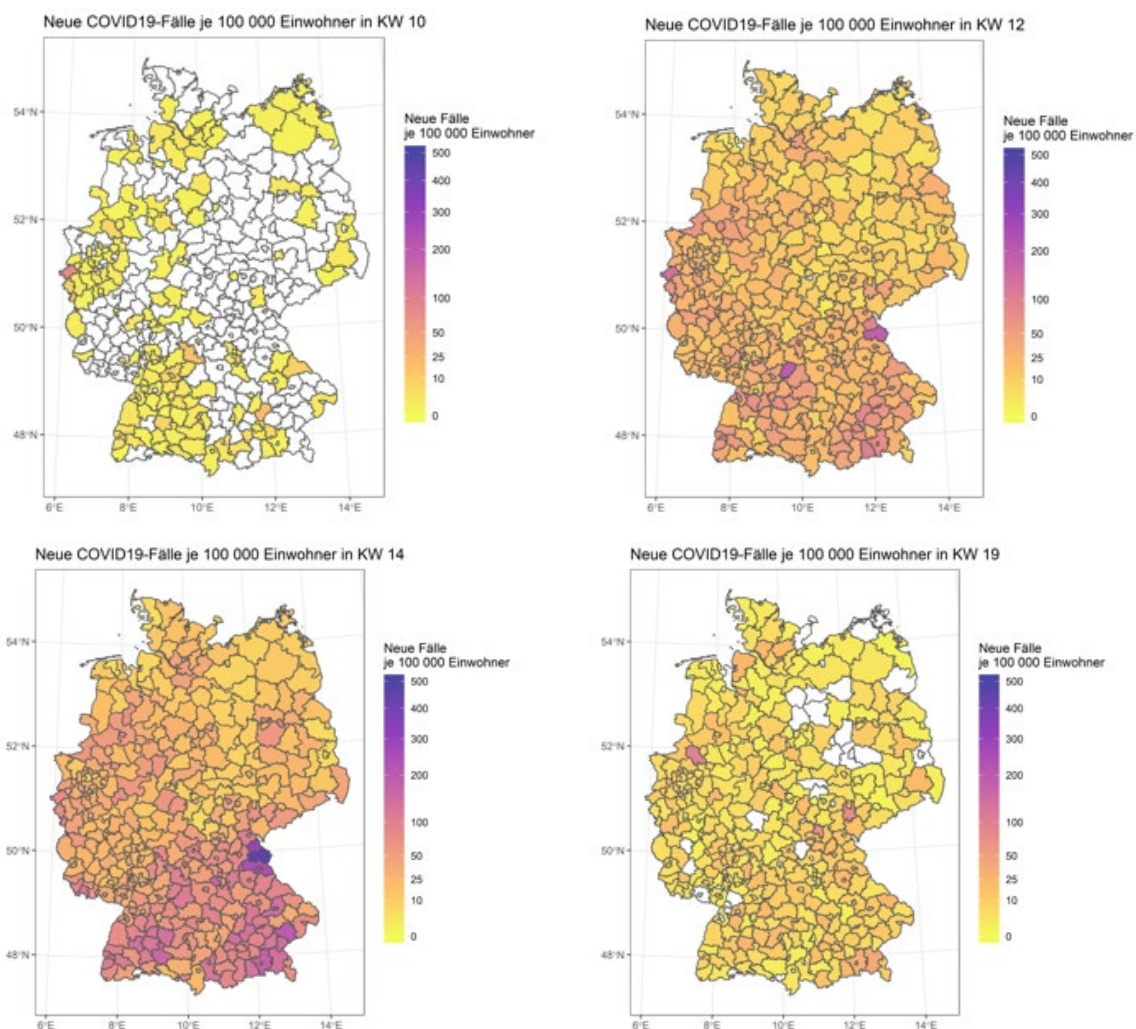 Neue COVID19-Fälle je 100 000 Einwohner in KW 10
54°N
52°N
50°N
48°N
6°E 8°E 10°E 12°E 14°E
Neue Fälle
je 100 000 Einwohner
500
400
300
200
100
50
25
10
0
Neue COVID19-Fälle je 100 000 Einwohner in KW 12
54°N
52°N
50°N
48°N
6°E 8°E 10°E 12°E 14°E
Neue Fälle
je 100 000 Einwohner
500
400
300
200
100
50
25
10
0
Neue COVID19-Fälle je 100 000 Einwohner in KW 14
54°N
52°N
50°N
48°N
6°E 8°E 10°E 12°E 14°E
Neue Fälle
je 100 000 Einwohner
500
400
300
200
100
50
25
10
0
Neue COVID19-Fälle je 100 000 Einwohner in KW 19
54°N
52°N
50°N
48°N
6°E 8°E 10°E 12°E 14°E
Neue Fälle
je 100 000 Einwohner
500
400
300
200
100
50
25
10
0